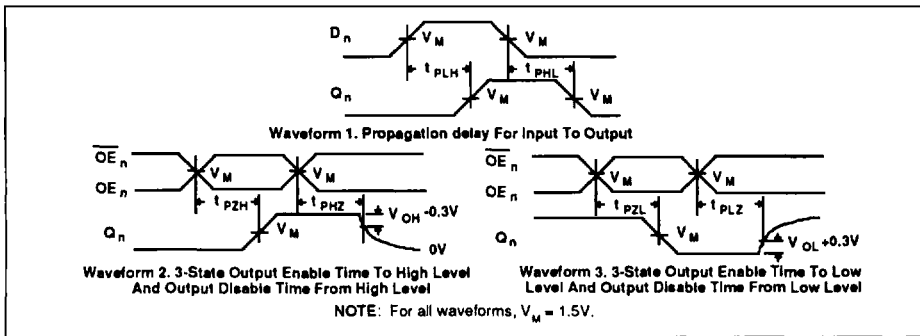 Dn VM VM
tPLH tPHL
Qn VM VM
Waveform 1. Propagation delay For Input To Output
OEn VM VM
OEn
tPZH tPHZ
Qn VM VOH -0.3V
0V
Waveform 2. 3-State Output Enable Time To High Level
And Output Disable Time From High Level
OEn VM VM
OEn
tPZL tPLZ
Qn VM VOL +0.3V
Waveform 3. 3-State Output Enable Time To Low
Level And Output Disable Time From Low Level
NOTE: For all waveforms, VM = 1.5V.